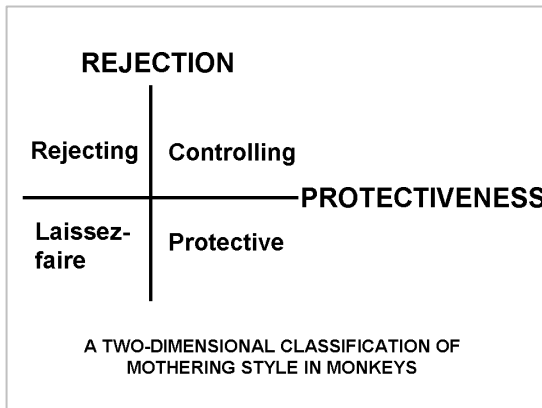 REJECTION
Rejecting
Controlling
PROTECTIVENESS
Laissez-
faire
Protective
A TWO-DIMENSIONAL CLASSIFICATION OF
MOTHERING STYLE IN MONKEYS